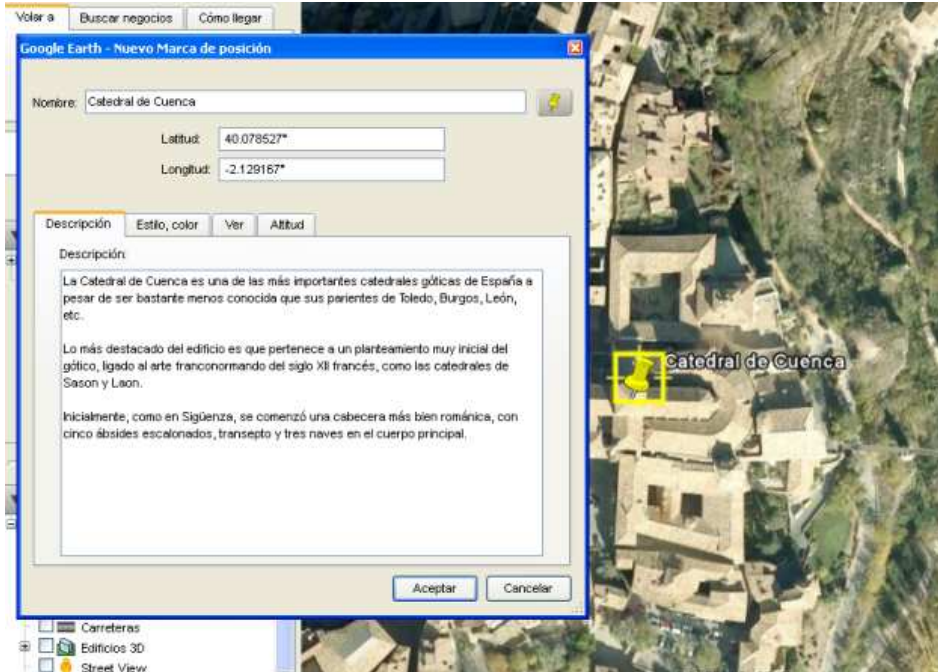 Volar a
Buscar negocios
Cómo llegar
Google Earth - Nuevo Marca de posición
Nombre: Catedral de Cuenca
Latitud: 40.078527°
Longitud: -2.129167°
Descripción
Estilo, color
Ver
Altitud
Descripción:
La Catedral de Cuenca es una de las más importantes catedrales góticas de España a
pesar de ser bastante menos conocida que sus parientes de Toledo, Burgos, León,
etc.
Lo más destacado del edificio es que pertenece a un planteamiento muy inicial del
gótico, ligado al arte franconormando del siglo XII francés, como las catedrales de
Sason y Laon.
Inicialmente, como en Sigüenza, se comenzó una cabecera más bien románica, con
cinco ábsides escalonados, transepto y tres naves en el cuerpo principal.
Aceptar
Cancelar
Catedral de Cuenca
Carreteras
Edificios 3D
Street View